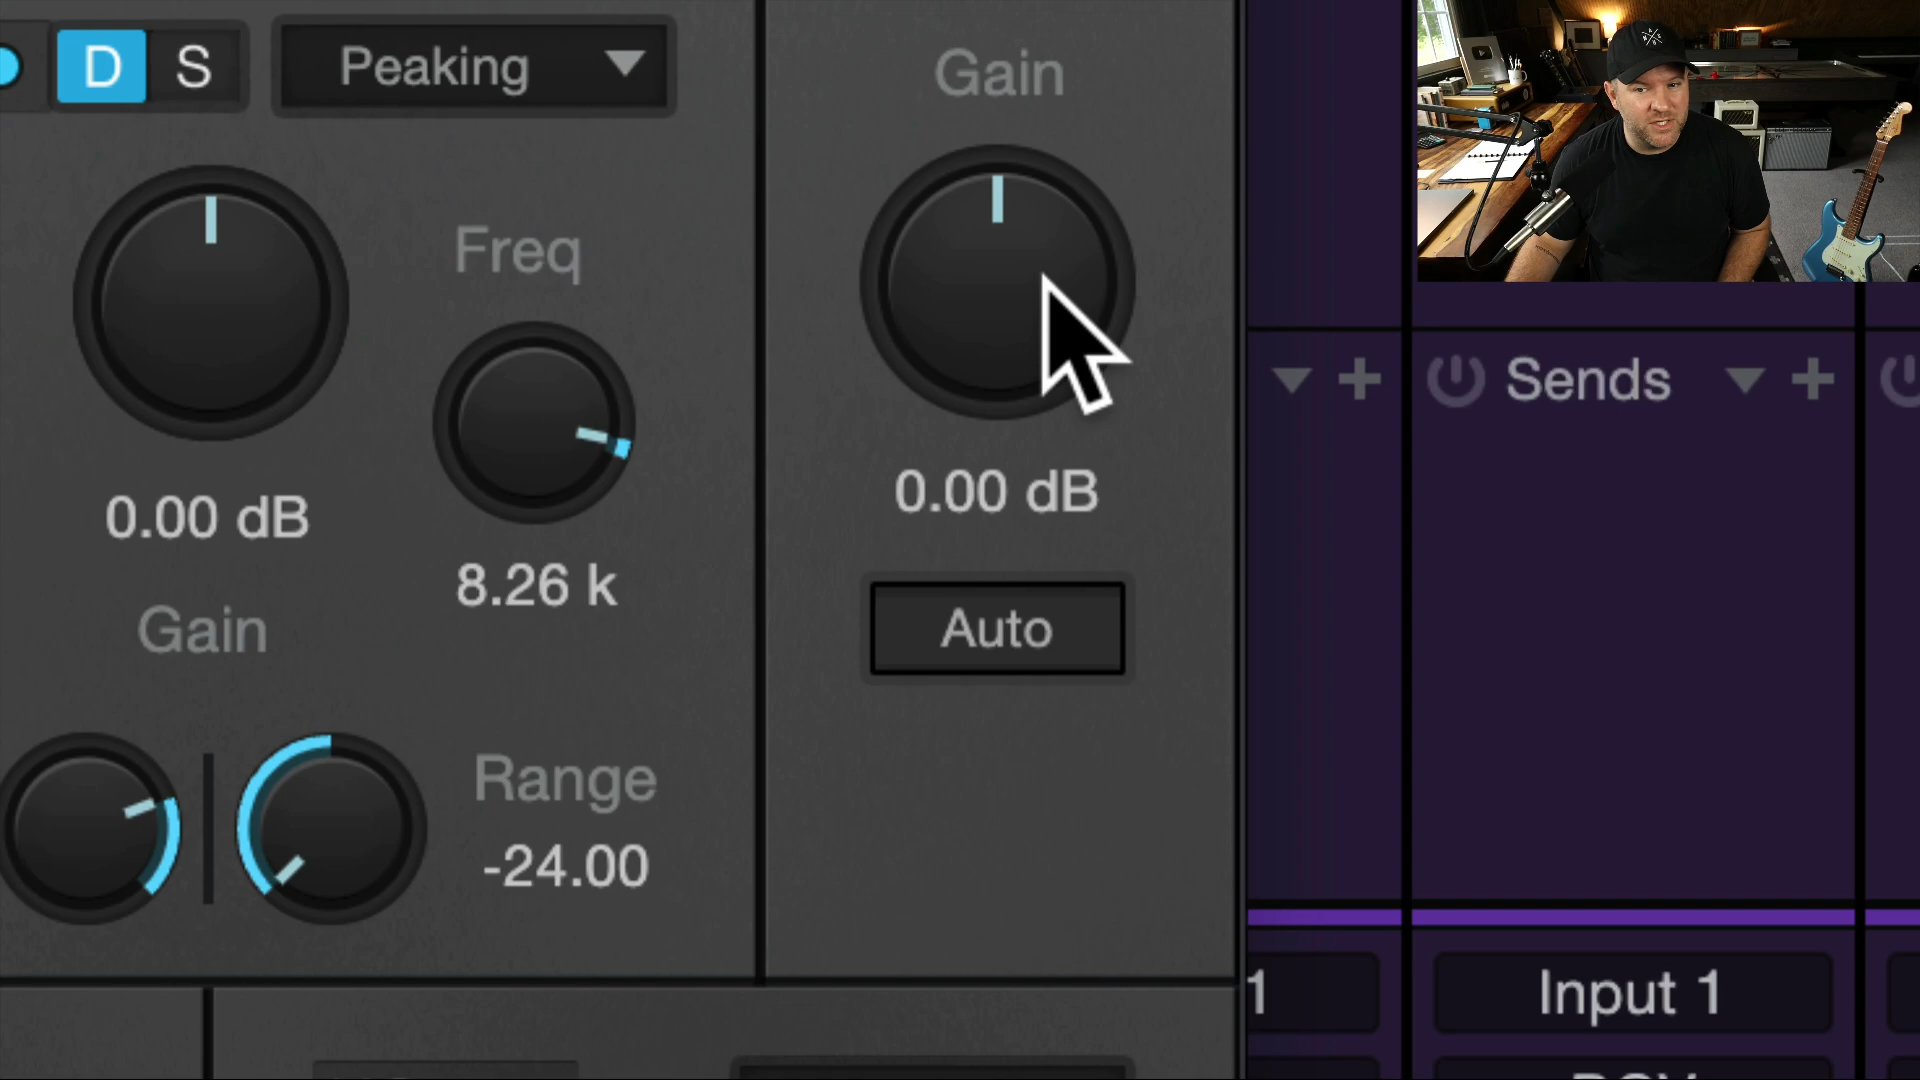 D S Peaking
Gain
Freq
0.00 dB
8.26 k
Gain
Range
-24.00
0.00 dB
Auto
Sends
1
Input 1